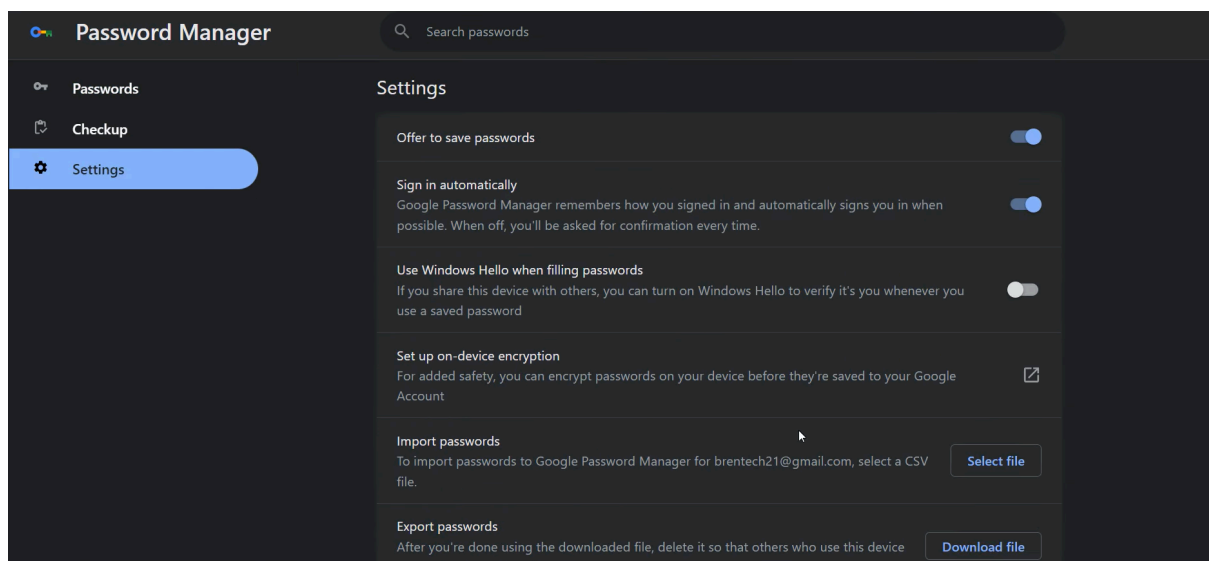 Password Manager
Search passwords
Passwords
Checkup
Settings
Settings
Offer to save passwords
Sign in automatically
Google Password Manager remembers how you signed in and automatically signs you in when
possible. When off, you'll be asked for confirmation every time.
Use Windows Hello when filling passwords
If you share this device with others, you can turn on Windows Hello to verify it's you whenever you
use a saved password
Set up on-device encryption
For added safety, you can encrypt passwords on your device before they're saved to your Google
Account
Import passwords
To import passwords to Google Password Manager for brentech21@gmail.com, select a CSV
file.
Select file
Export passwords
After you're done using the downloaded file, delete it so that others who use this device
Download file